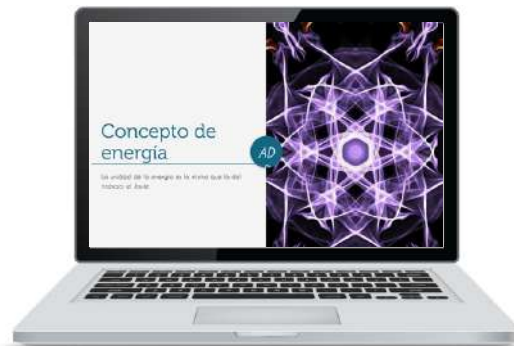 Concepto de
energía
AD
La unidad de la energía es la misma que la del
trabajo el Joule